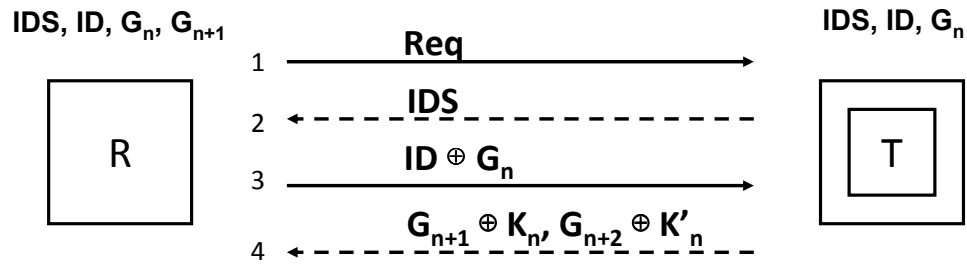 IDS, ID, Gₙ, Gₙ₊₁
IDS, ID, Gₙ
1 Req
2 IDS
R
T
3 ID ⊕ Gₙ
4 Gₙ₊₁ ⊕ Kₙ, Gₙ₊₂ ⊕ K’ₙ